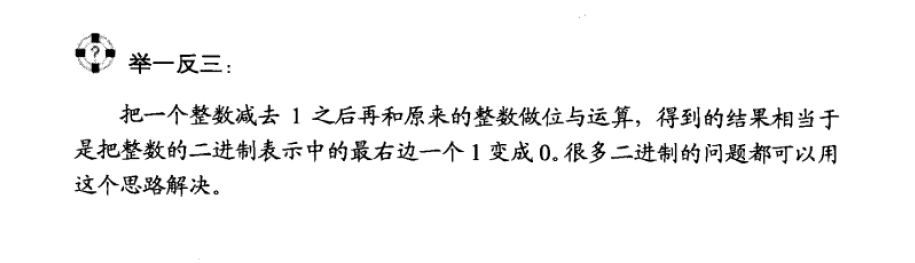 举一反三：
把一个整数减去 1 之后再和原来的整数做位与运算，得到的结果相当于
是把整数的二进制表示中的最右边一个 1 变成 0。很多二进制的问题都可以用
这个思路解决。